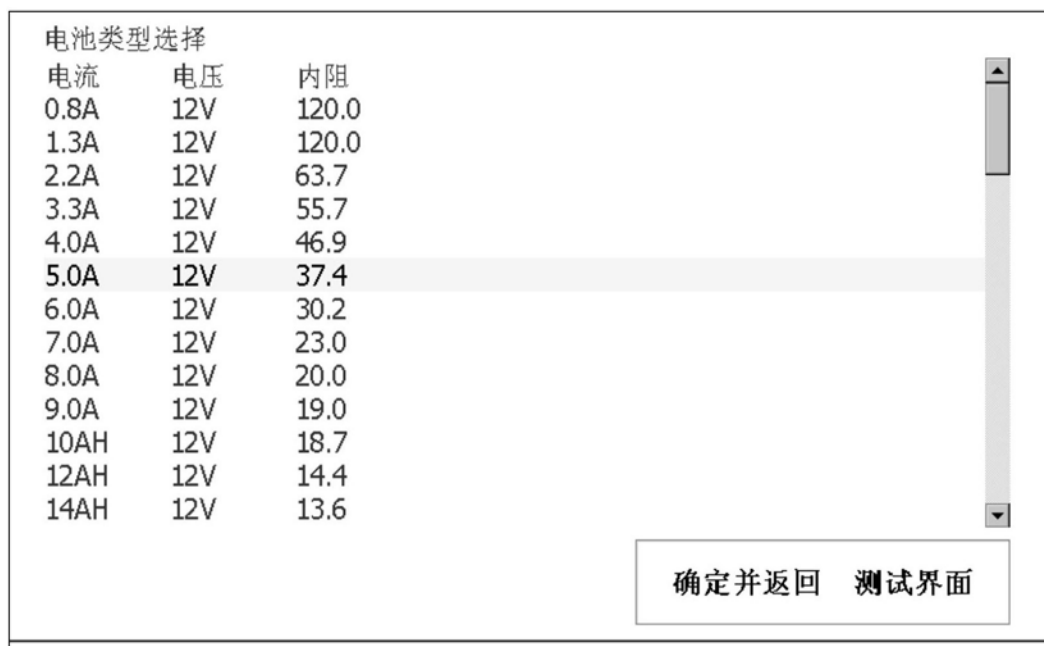 电池类型选择
电流 电压 内阻
0.8A 12V 120.0
1.3A 12V 120.0
2.2A 12V 63.7
3.3A 12V 55.7
4.0A 12V 46.9
5.0A 12V 37.4
6.0A 12V 30.2
7.0A 12V 23.0
8.0A 12V 20.0
9.0A 12V 19.0
10AH 12V 18.7
12AH 12V 14.4
14AH 12V 13.6
确定并返回 测试界面